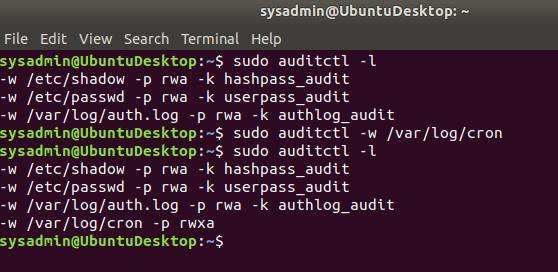 sysadmin@UbuntuDesktop: ~
File Edit View Search Terminal Help
sysadmin@UbuntuDesktop:~$ sudo auditctl -l
-w /etc/shadow -p rwa -k hashpass_audit
-w /etc/passwd -p rwa -k userpass_audit
-w /var/log/auth.log -p rwa -k authlog_audit
sysadmin@UbuntuDesktop:~$ sudo auditctl -w /var/log/cron
sysadmin@UbuntuDesktop:~$ sudo auditctl -l
-w /etc/shadow -p rwa -k hashpass_audit
-w /etc/passwd -p rwa -k userpass_audit
-w /var/log/auth.log -p rwa -k authlog_audit
-w /var/log/cron -p rwxa
sysadmin@UbuntuDesktop:~$